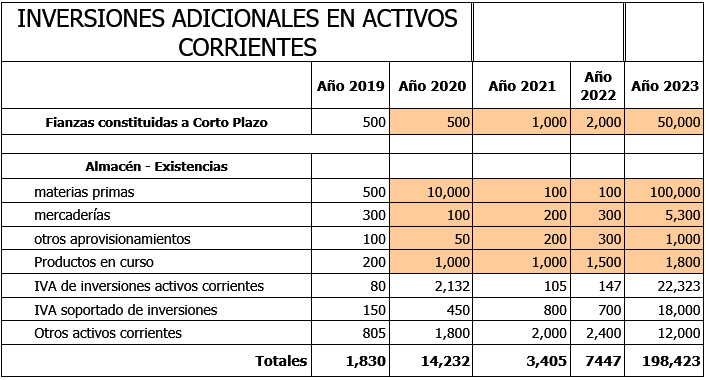 INVERSIONES ADICIONALES EN ACTIVOS
CORRIENTES
Año 2019 Año 2020 Año 2021 Año 2022 Año 2023
Fianzas constituidas a Corto Plazo 500 500 1,000 2,000 50,000
Almacén - Existencias
materias primas 500 10,000 100 100 100,000
mercaderías 300 100 200 300 5,300
otros aprovisionamientos 100 50 200 300 1,000
Productos en curso 200 1,000 1,000 1,500 1,800
IVA de inversiones activos corrientes 80 2,132 105 147 22,323
IVA soportado de inversiones 150 450 800 700 18,000
Otros activos corrientes 805 1,800 2,000 2,400 12,000
Totales 1,830 14,232 3,405 7447 198,423